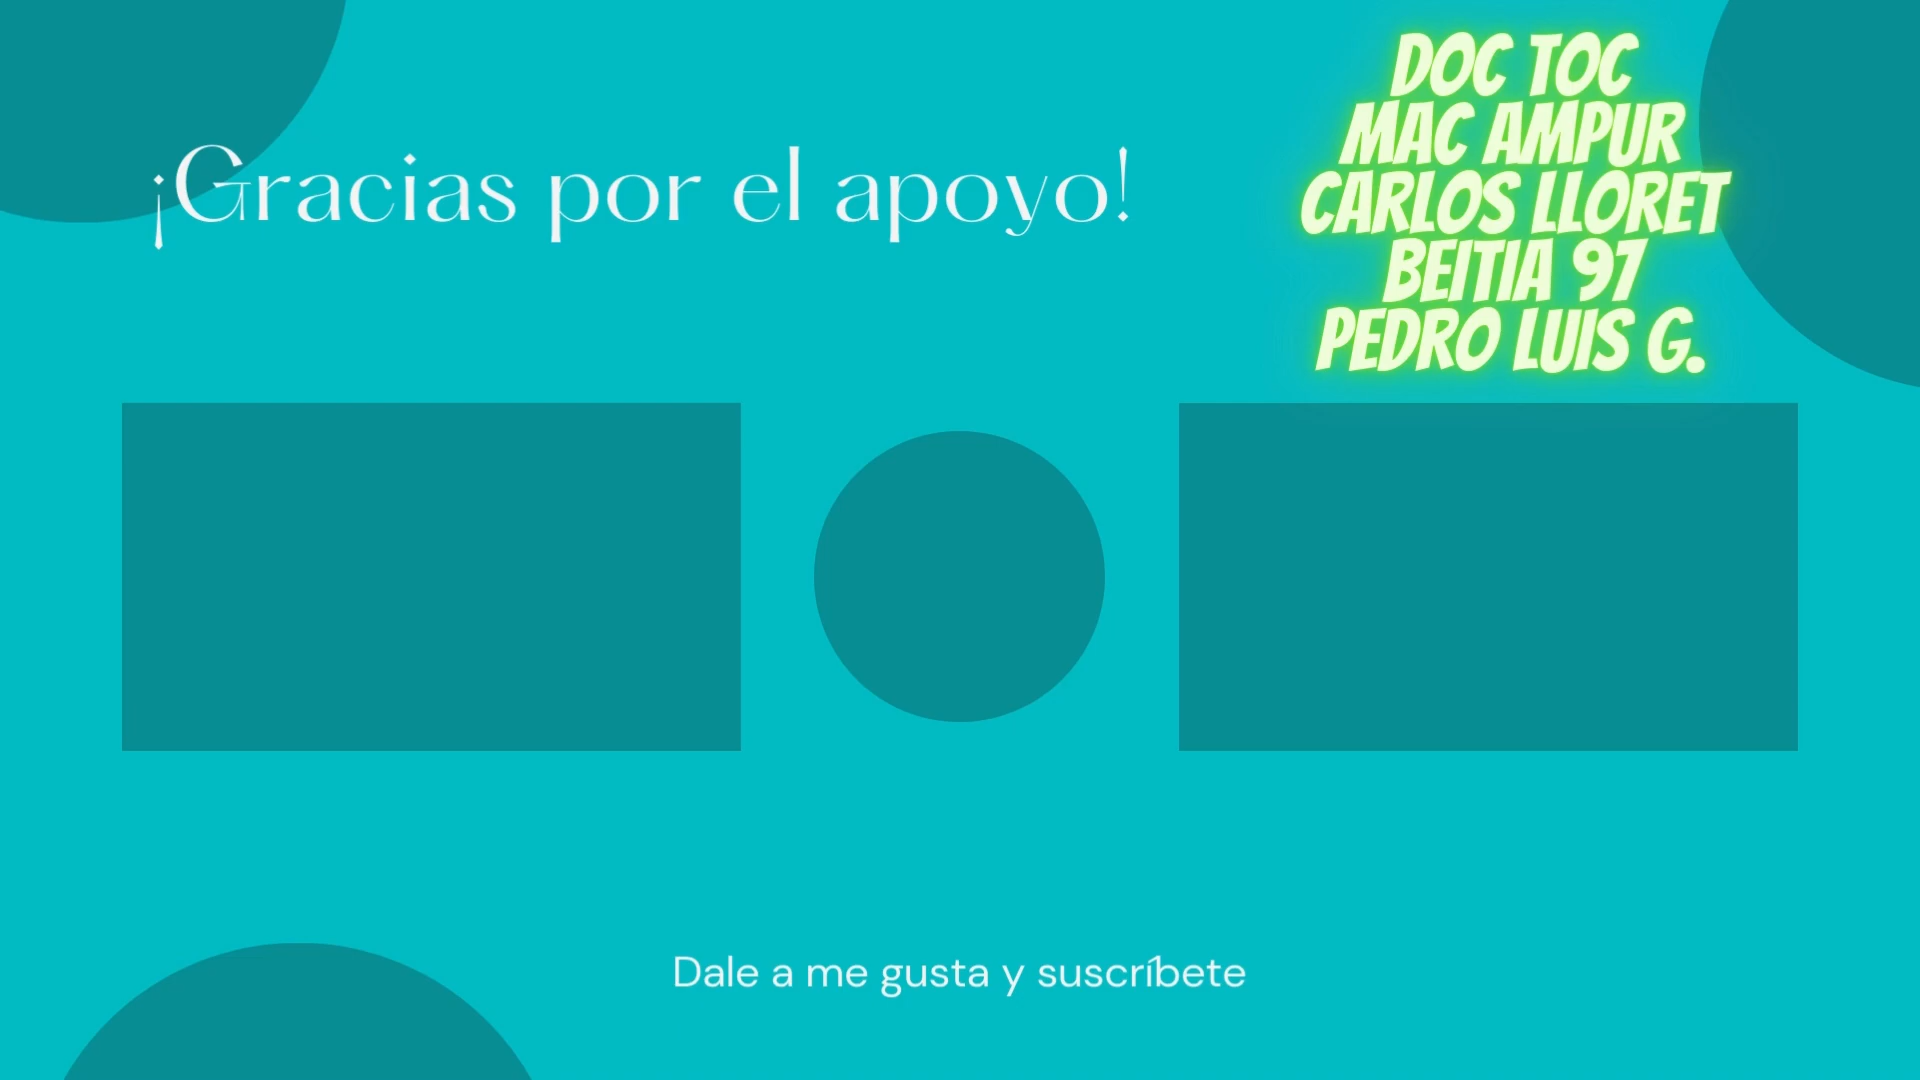 ¡Gracias por el apoyo!
DOC TOC
MAC AMPUR
CARLOS LLORET
BEITIA 97
PEDRO LUIS G.
Dale a me gusta y suscríbete